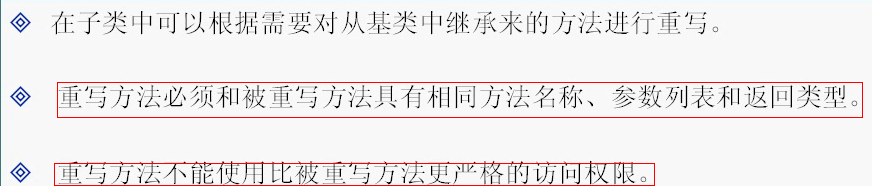 在子类中可以根据需要对从基类中继承来的方法进行重写。
重写方法必须和被重写方法具有相同方法名称、参数列表和返回类型。
重写方法不能使用比被重写方法更严格的访问权限。